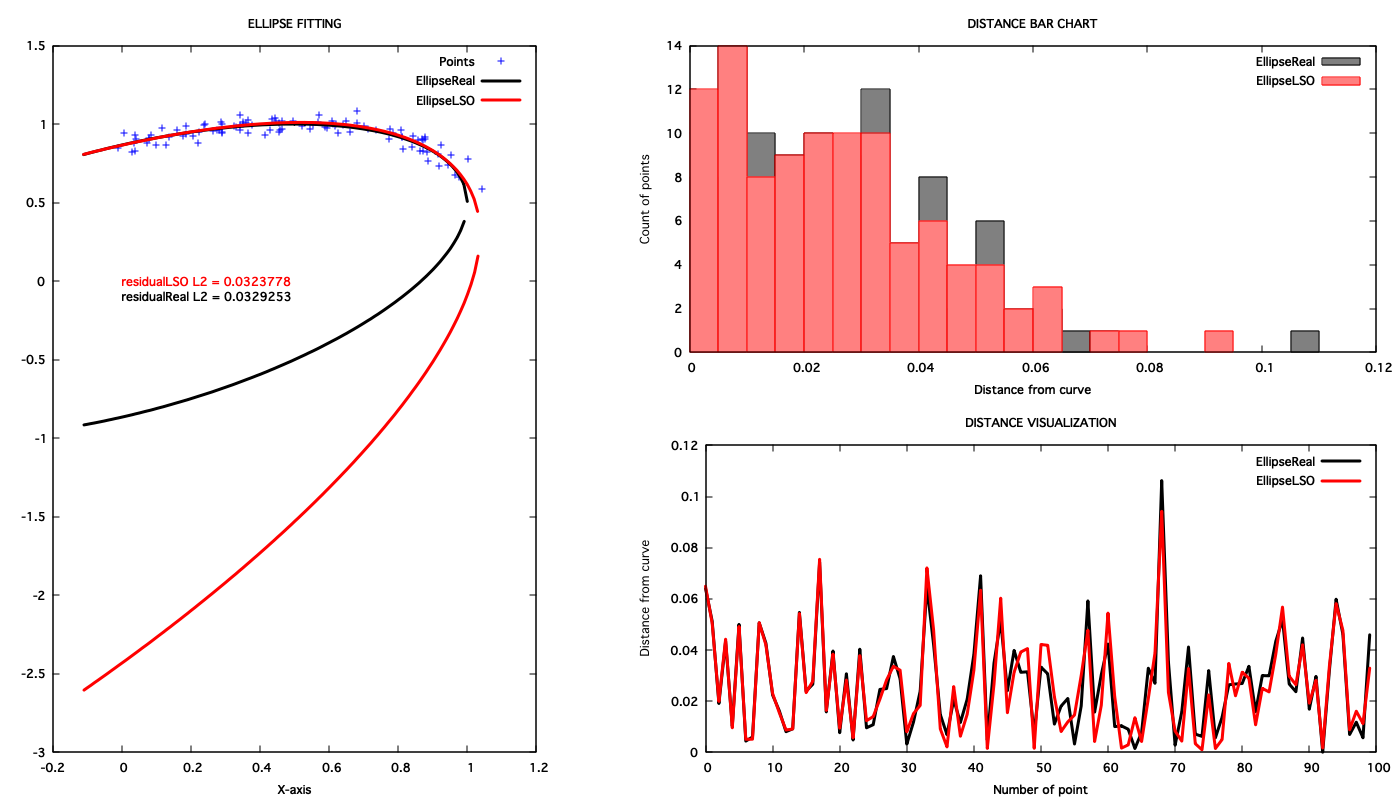 ELLIPSE FITTING
1.5
1
0.5
0
-0.5
-1
-1.5
-2
-2.5
-3
Points
EllipseReal
EllipseLSO
residualLSO L2 = 0.0323778
residualReal L2 = 0.0329253
-0.2 0 0.2 0.4 0.6 0.8 1 1.2
X-axis
DISTANCE BAR CHART
14
12
10
8
6
4
2
0
Count of points
EllipseReal
EllipseLSO
0 0.02 0.04 0.06 0.08 0.1 0.12
Distance from curve
DISTANCE VISUALIZATION
0.12
0.1
0.08
0.06
0.04
0.02
0
Distance from curve
EllipseReal
EllipseLSO
0 10 20 30 40 50 60 70 80 90 100
Number of point